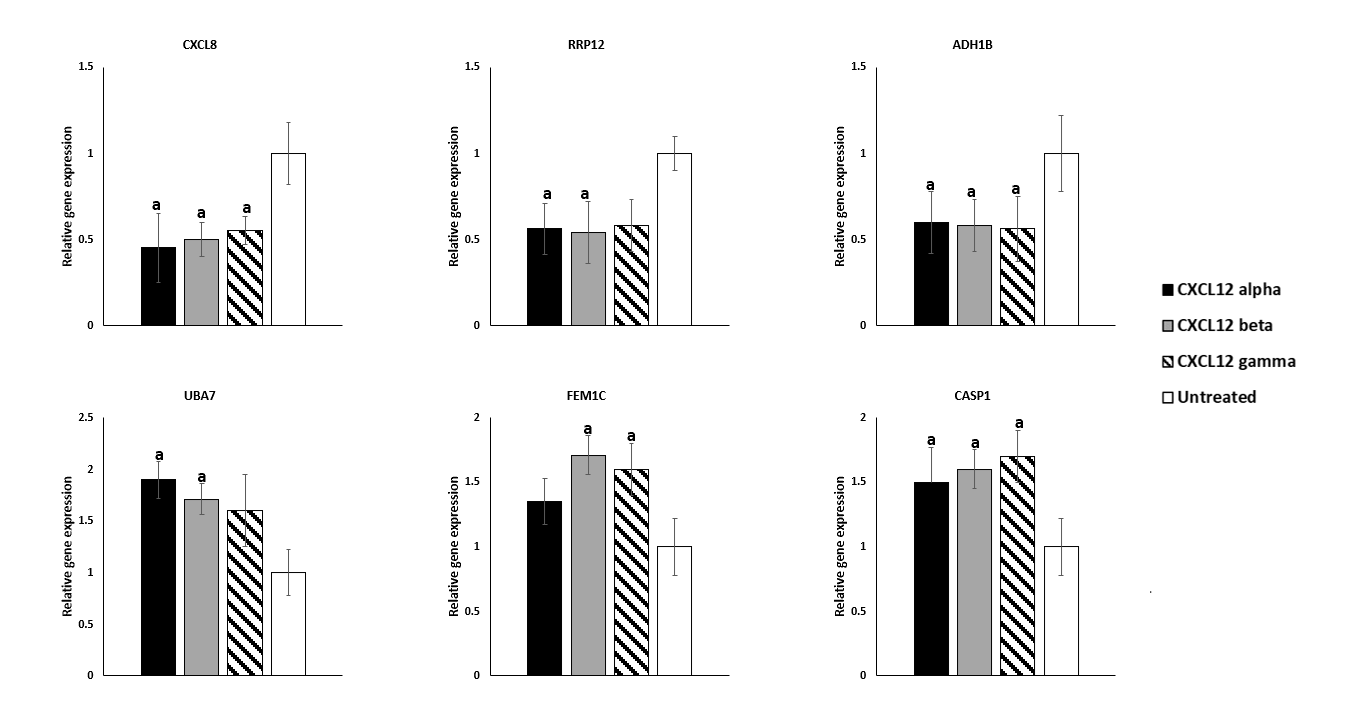 CXCL8
RRP12
ADH1B
1.5
1
0.5
0
Relative gene expression
a
a
a
1.5
1
0.5
0
Relative gene expression
a
a
1.5
1
0.5
0
Relative gene expression
a
a
a
CXCL12 alpha
CXCL12 beta
CXCL12 gamma
Untreated
UBA7
FEM1C
CASP1
2.5
2
1.5
1
0.5
0
Relative gene expression
a
a
2
1.5
1
0.5
0
Relative gene expression
a
a
2
1.5
1
0.5
0
Relative gene expression
a
a
a